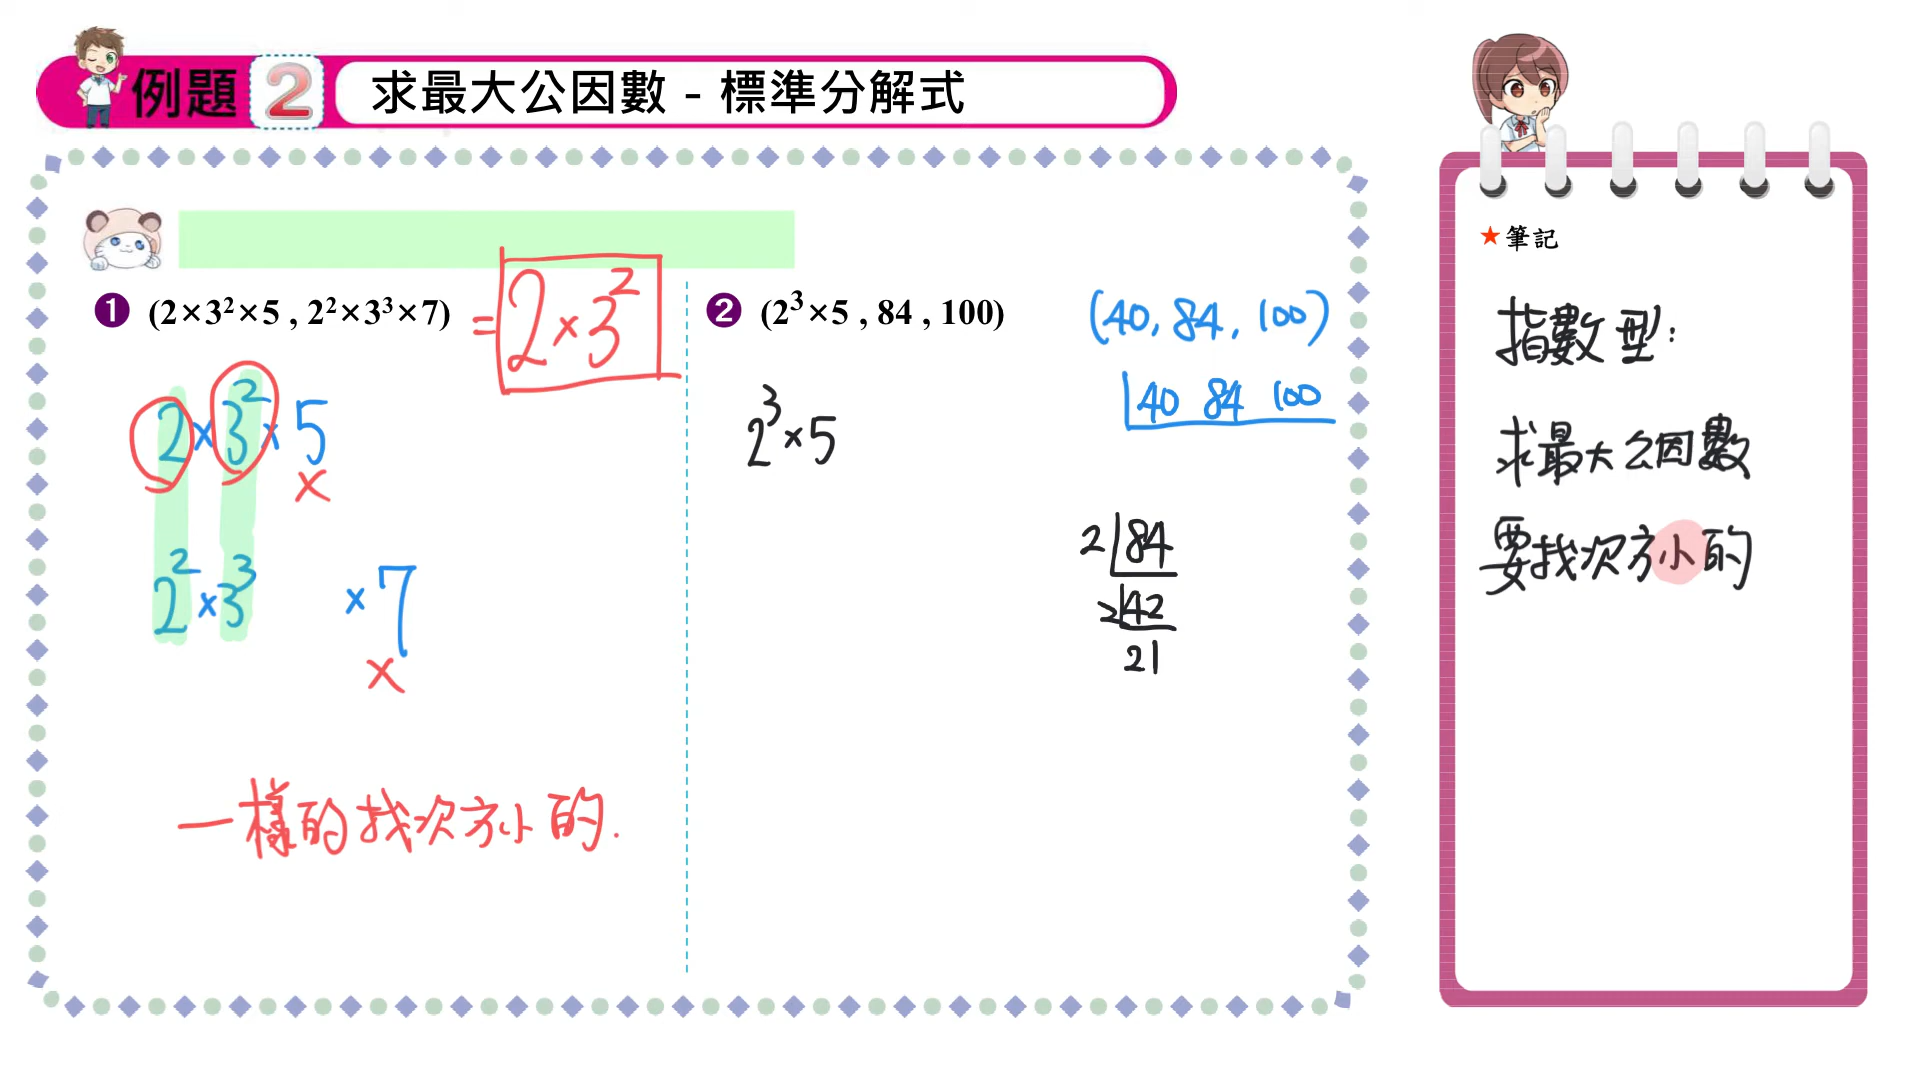 例題 2 求最大公因數－標準分解式
❶ (2×3²×5 , 2²×3³×7) = 2×3²
2×3²×5
×
2²×3³ ×7
×
一樣的找次方小的.
❷ (2³×5 , 84 , 100)
(40, 84, 100)
40 84 100
2³×5
2 84
2 42
21
★筆記
指數型:
求最大公因數
要找次方小的